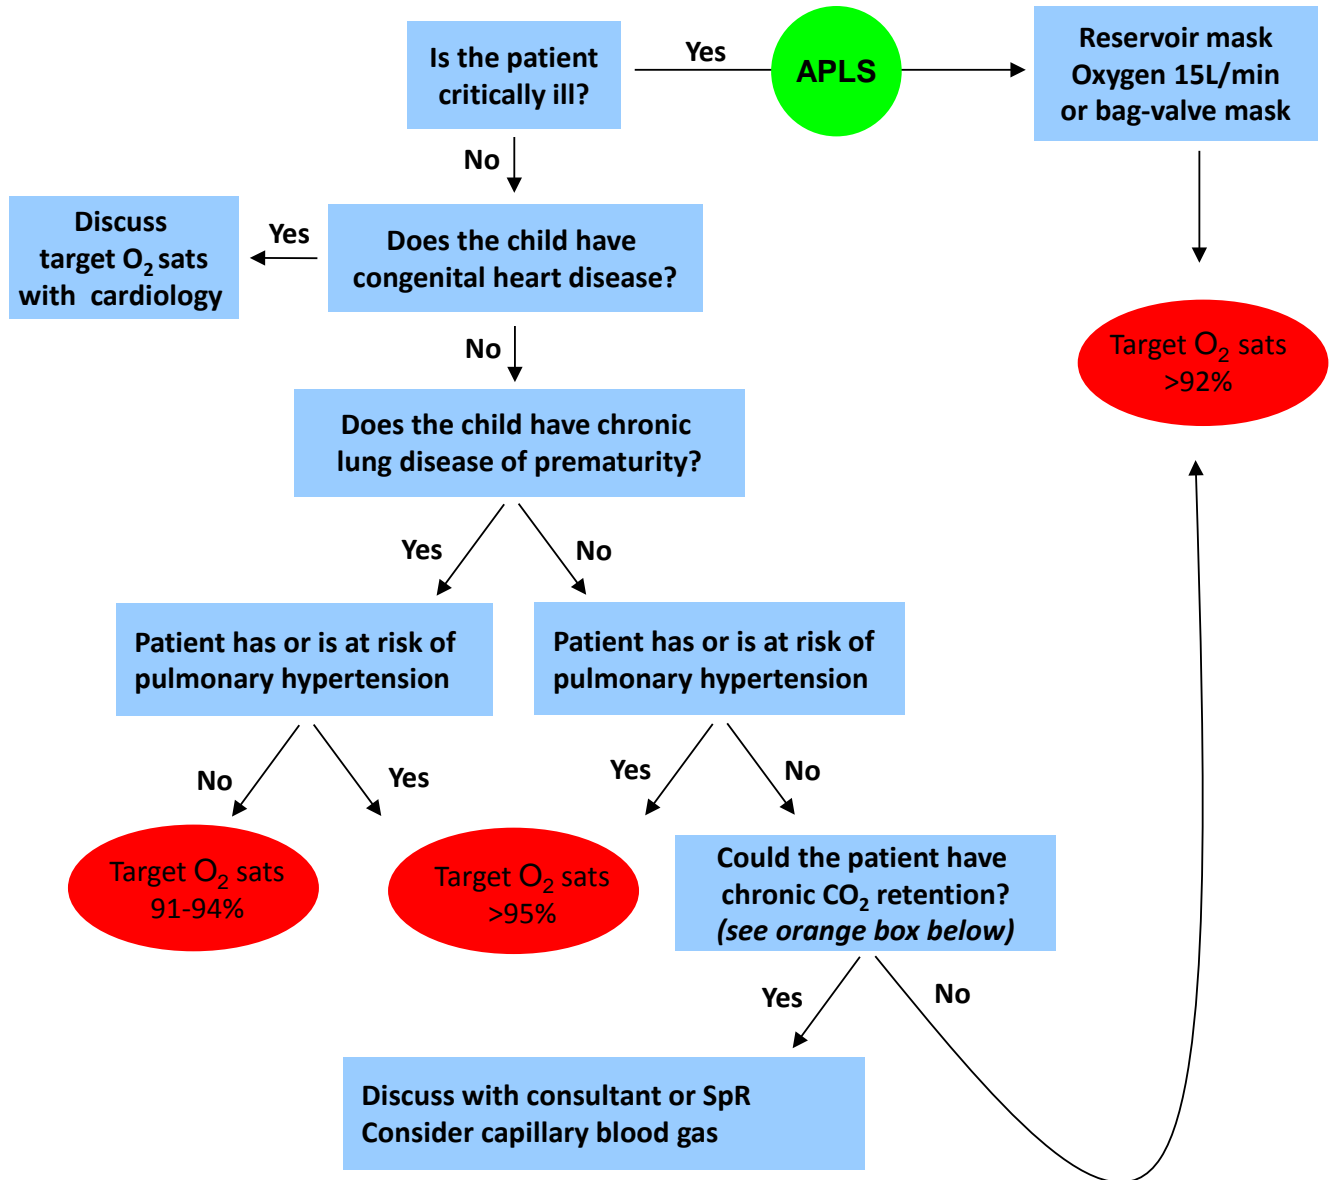 Is the patient
critically ill?
Yes
APLS
Reservoir mask
Oxygen 15L/min
or bag-valve mask
No
Discuss
target O₂ sats
with cardiology
Yes
Does the child have
congenital heart disease?
Target O₂ sats
>92%
No
Does the child have chronic
lung disease of prematurity?
Yes
No
Patient has or is at risk of
pulmonary hypertension
Patient has or is at risk of
pulmonary hypertension
No
Yes
Yes
No
Target O₂ sats
91-94%
Target O₂ sats
>95%
Could the patient have
chronic CO₂ retention?
(see orange box below)
Yes
No
Discuss with consultant or SpR
Consider capillary blood gas